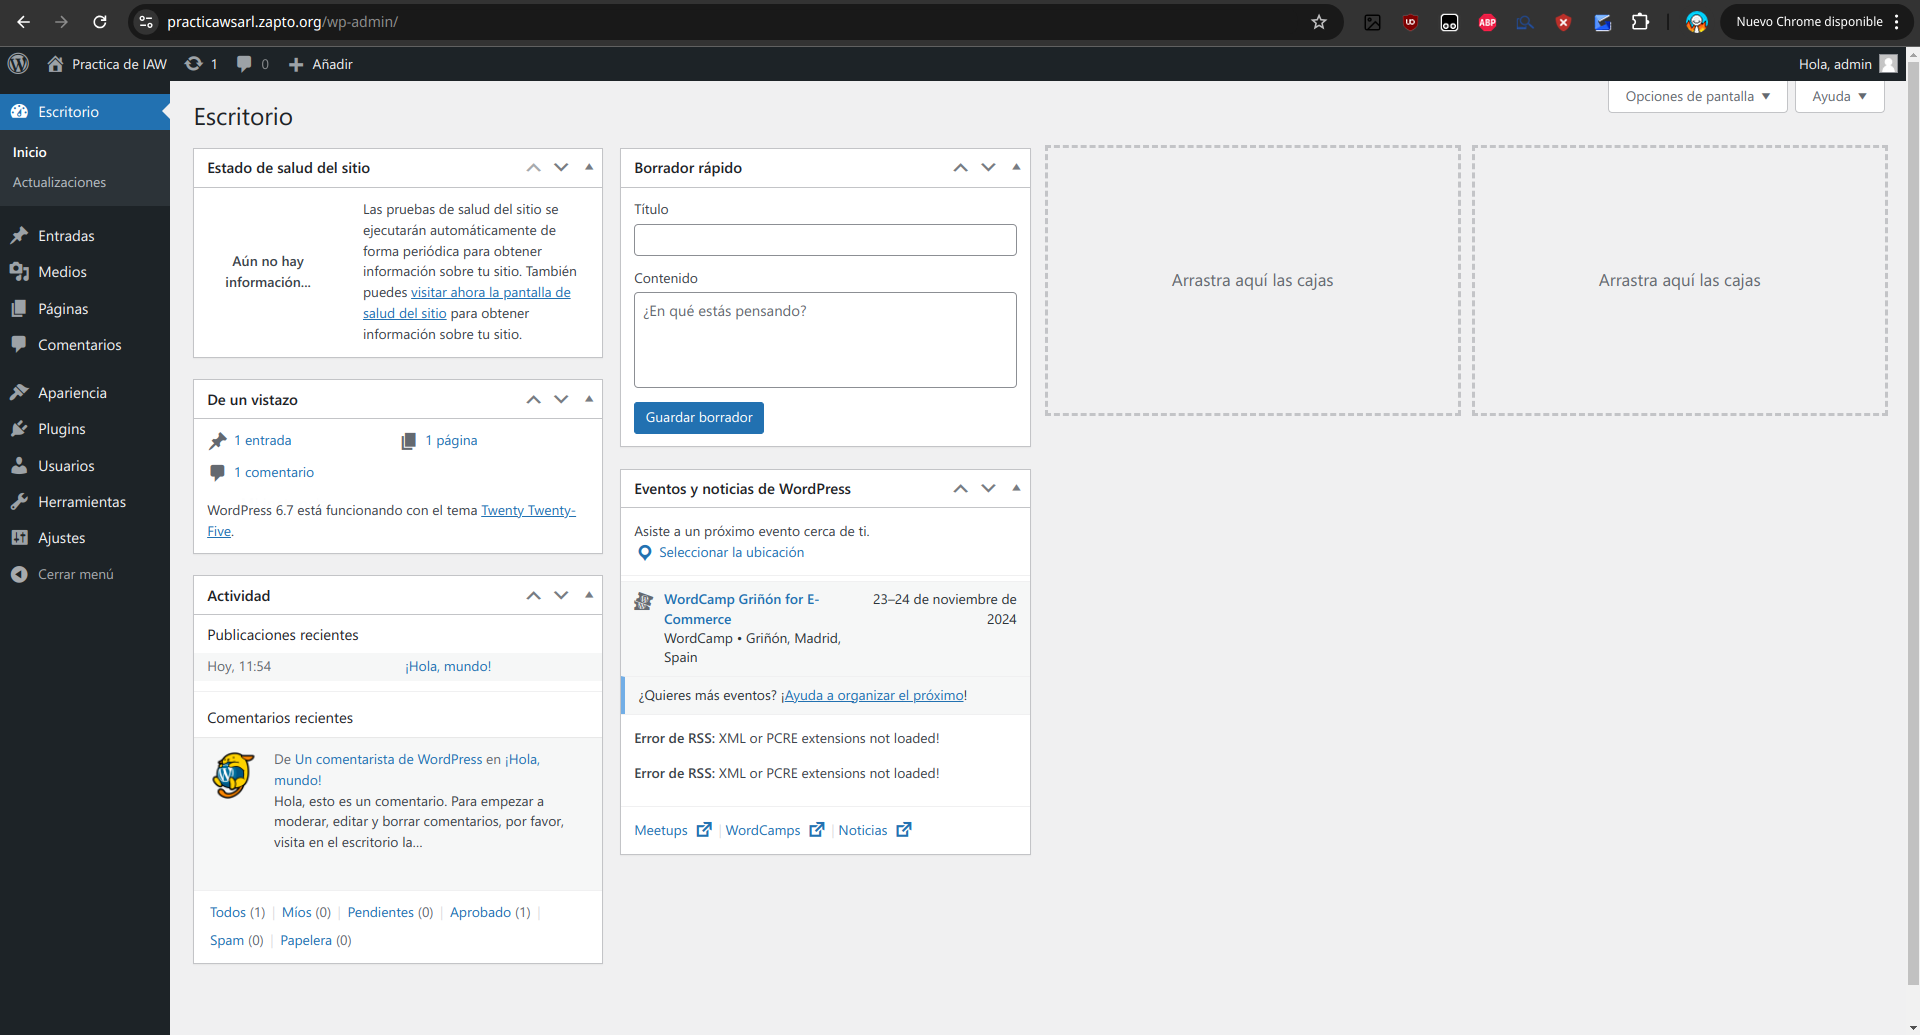 practicawsarl.zapto.org/wp-admin/
Nuevo Chrome disponible
Practica de IAW
1
0
Añadir
Hola, admin
Escritorio
Inicio
Actualizaciones
Entradas
Medios
Páginas
Comentarios
Apariencia
Plugins
Usuarios
Herramientas
Ajustes
Cerrar menú
Opciones de pantalla
Ayuda
Escritorio
Estado de salud del sitio
Aún no hay
información...
Las pruebas de salud del sitio se
ejecutarán automáticamente de
forma periódica para obtener
información sobre tu sitio. También
puedes visitar ahora la pantalla de
salud del sitio para obtener
información sobre tu sitio.
De un vistazo
1 entrada
1 página
1 comentario
WordPress 6.7 está funcionando con el tema Twenty Twenty-
Five.
Actividad
Publicaciones recientes
Hoy, 11:54
¡Hola, mundo!
Comentarios recientes
De Un comentarista de WordPress en ¡Hola,
mundo!
Hola, esto es un comentario. Para empezar a
moderar, editar y borrar comentarios, por favor,
visita en el escritorio la...
Todos (1) | Míos (0) | Pendientes (0) | Aprobado (1) |
Spam (0) | Papelera (0)
Borrador rápido
Título
Contenido
¿En qué estás pensando?
Guardar borrador
Eventos y noticias de WordPress
Asiste a un próximo evento cerca de ti.
Seleccionar la ubicación
WordCamp Griñón for E-
Commerce
WordCamp • Griñón, Madrid,
Spain
23–24 de noviembre de
2024
¿Quieres más eventos? ¡Ayuda a organizar el próximo!
Error de RSS: XML or PCRE extensions not loaded!
Error de RSS: XML or PCRE extensions not loaded!
Meetups | WordCamps | Noticias
Arrastra aquí las cajas
Arrastra aquí las cajas
ABP